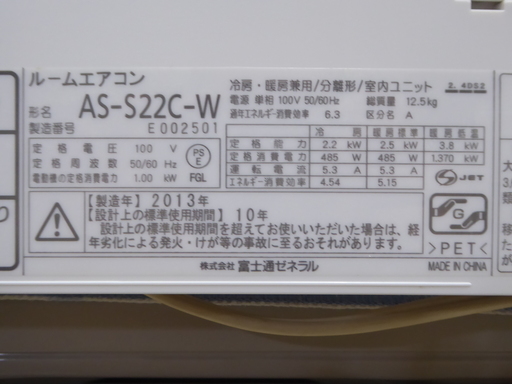 ルームエアコン
形名 AS-S22C-W
製造番号 E002501
冷房・暖房兼用/分離形/室内ユニット
2. 4D02
電源 単相100V 50/60Hz 総質量 12.5kg
通年エネルギー消費効率 6.3 区分名 A
定格電圧 100 V
定格周波数 50/60 Hz
電動機の定格消費電力 1.00 kW
PS
E
FGL
冷房 暖房標準 暖房低温
定格能力 2.2 kW 2.5 kW 3.8 kW
定格消費電力 485 W 485 W 1,370 W
運転電流 5.3 A 5.3 A
エネルギー消費効率 4.54 5.15
JET
【製造年】2013年
【設計上の標準使用期間】10年
設計上の標準使用期間を超えてお使いいただいた場合は、経
年劣化による発火・けが等の事故に至るおそれがあります。
G
>PET<
株式会社 富士通ゼネラル
MADE IN CHINA